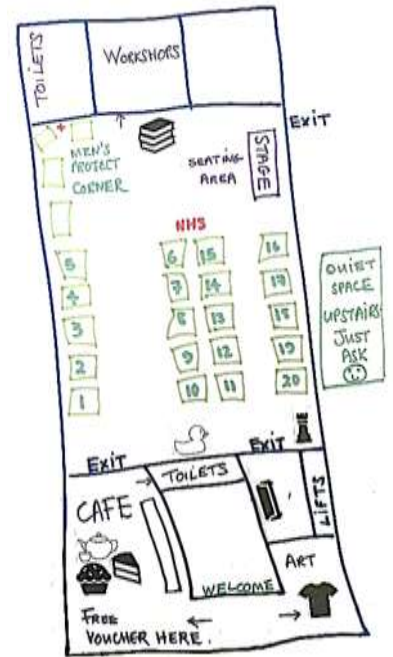 TOILETS
WORKSHOPS
EXIT
MEN'S
PROJECT
CORNER
SEATING
AREA
STAGE
NHS
5
4
3
2
1
6 15
7 14
8 13
9 12
10 11
16
17
18
19
20
QUIET
SPACE
UPSTAIRS
JUST
ASK
EXIT
EXIT
TOILETS
LIFTS
CAFE
ART
WELCOME
FREE
VOUCHER HERE.